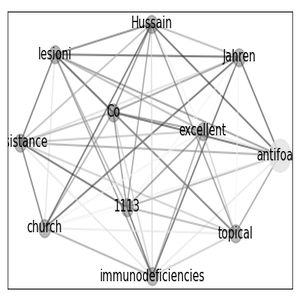 Hussain
lesioni
Jahren
Co
excellent
sistance
antifoa
1113
church
topical
immunodeficiencies